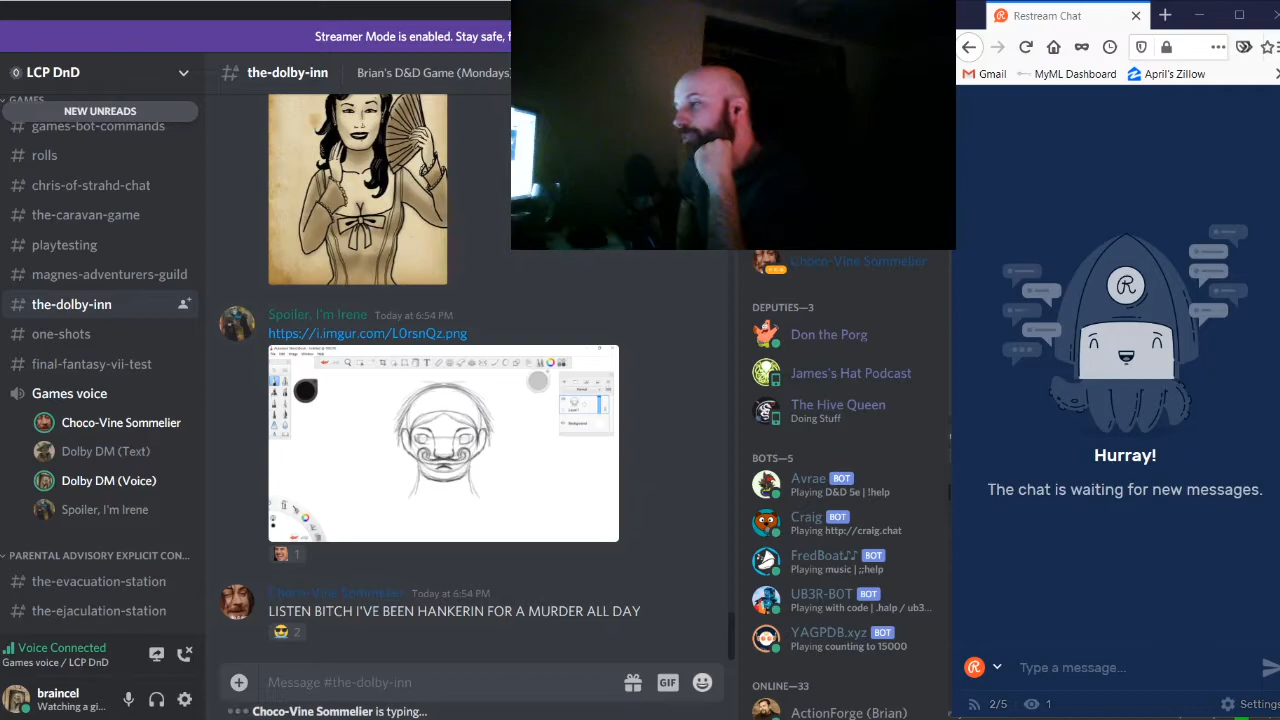 Streamer Mode is enabled. Stay safe, f
LCP DnD
GAMES
NEW UNREADS
games-bot-commands
rolls
chris-of-strahd-chat
the-caravan-game
playtesting
magnes-adventurers-guild
the-dolby-inn
one-shots
final-fantasy-vii-test
Games voice
Choco-Vine Sommelier
Dolby DM (Text)
Dolby DM (Voice)
Spoiler, I'm Irene
PARENTAL ADVISORY EXPLICIT CON...
the-evacuation-station
the-ejaculation-station
Voice Connected
Games voice / LCP DnD
braincel
Watching a gi...
the-dolby-inn
Brian's D&D Game (Mondays)
Spoiler, I'm Irene Today at 6:54 PM
https://i.imgur.com/L0rsnQz.png
1
Choco-Vine Sommelier Today at 6:54 PM
LISTEN BITCH I'VE BEEN HANKERIN FOR A MURDER ALL DAY
2
Message #the-dolby-inn
GIF
Choco-Vine Sommelier is typing...
Choco-Vine Sommelier
DEPUTIES—3
Don the Porg
James's Hat Podcast
The Hive Queen
Doing Stuff
BOTS—5
Avrae BOT
Playing D&D 5e | !help
Craig BOT
Playing http://craig.chat
FredBoat♪♪ BOT
Playing music | ;;help
UB3R-B0T BOT
Playing with code | .halp / ub3...
YAGPDB.xyz BOT
Playing counting to 15000
ONLINE—33
ActionForge (Brian)
Restream Chat
Gmail
MyML Dashboard
April's Zillow
R
Hurray!
The chat is waiting for new messages.
Type a message...
2/5
1
Settings